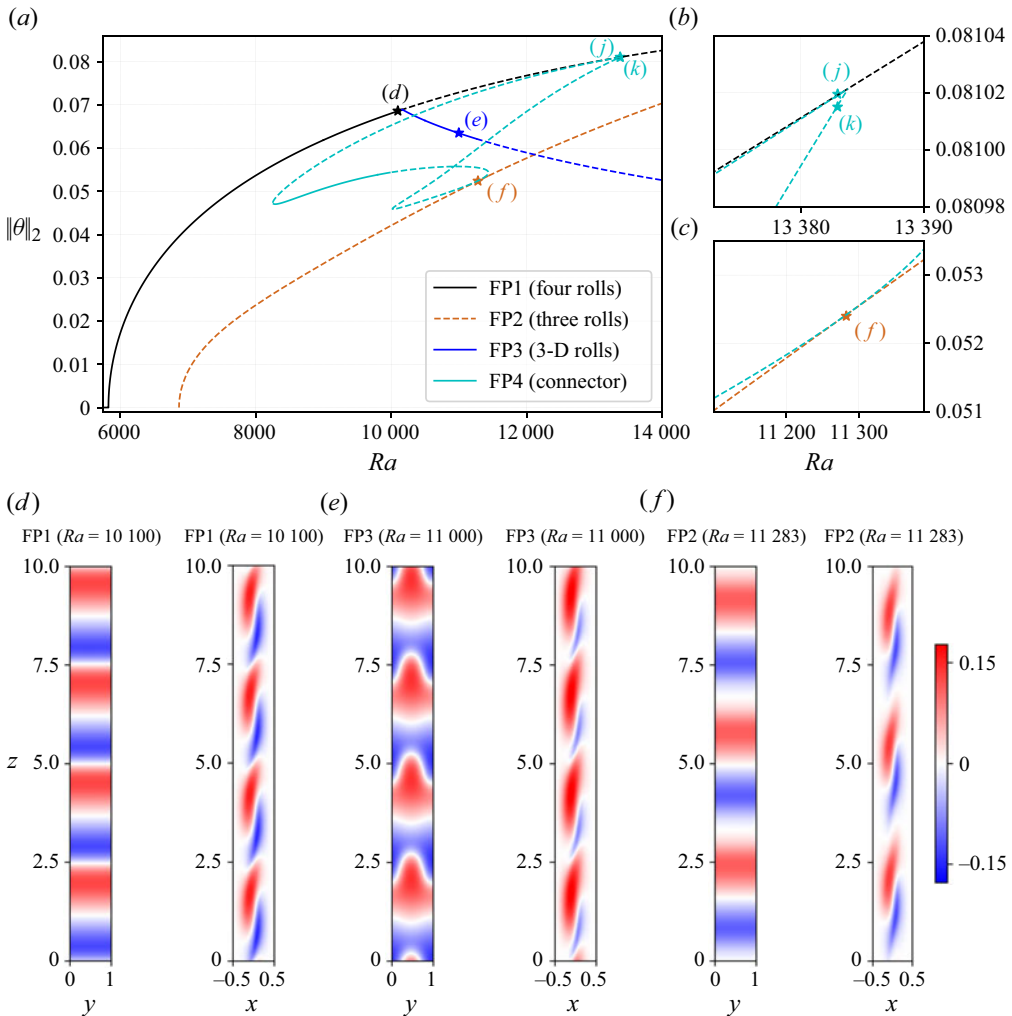 (a)
0.08
0.07
0.06
0.05
0.04
0.03
0.02
0.01
0
‖θ‖2
(d)
(e)
(f)
(j)
(k)
FP1 (four rolls)
FP2 (three rolls)
FP3 (3-D rolls)
FP4 (connector)
6000 8000 10 000 12 000 14 000
Ra
(b)
(j)
(k)
0.08104
0.08102
0.08100
0.08098
13 380 13 390
(c)
(f)
0.053
0.052
0.051
11 200 11 300
Ra
(d) (e) (f)
FP1 (Ra = 10 100) FP1 (Ra = 10 100) FP3 (Ra = 11 000) FP3 (Ra = 11 000) FP2 (Ra = 11 283) FP2 (Ra = 11 283)
10.0 10.0 10.0 10.0 10.0 10.0
7.5 7.5 7.5 7.5 7.5 7.5
0.15
z 5.0 5.0 5.0 5.0 5.0 5.0 0
2.5 2.5 2.5 2.5 2.5 2.5 –0.15
0 0 0 0 0 0
0 1 –0.5 0.5 0 1 –0.5 0.5 0 1 –0.5 0.5
y x y x y x